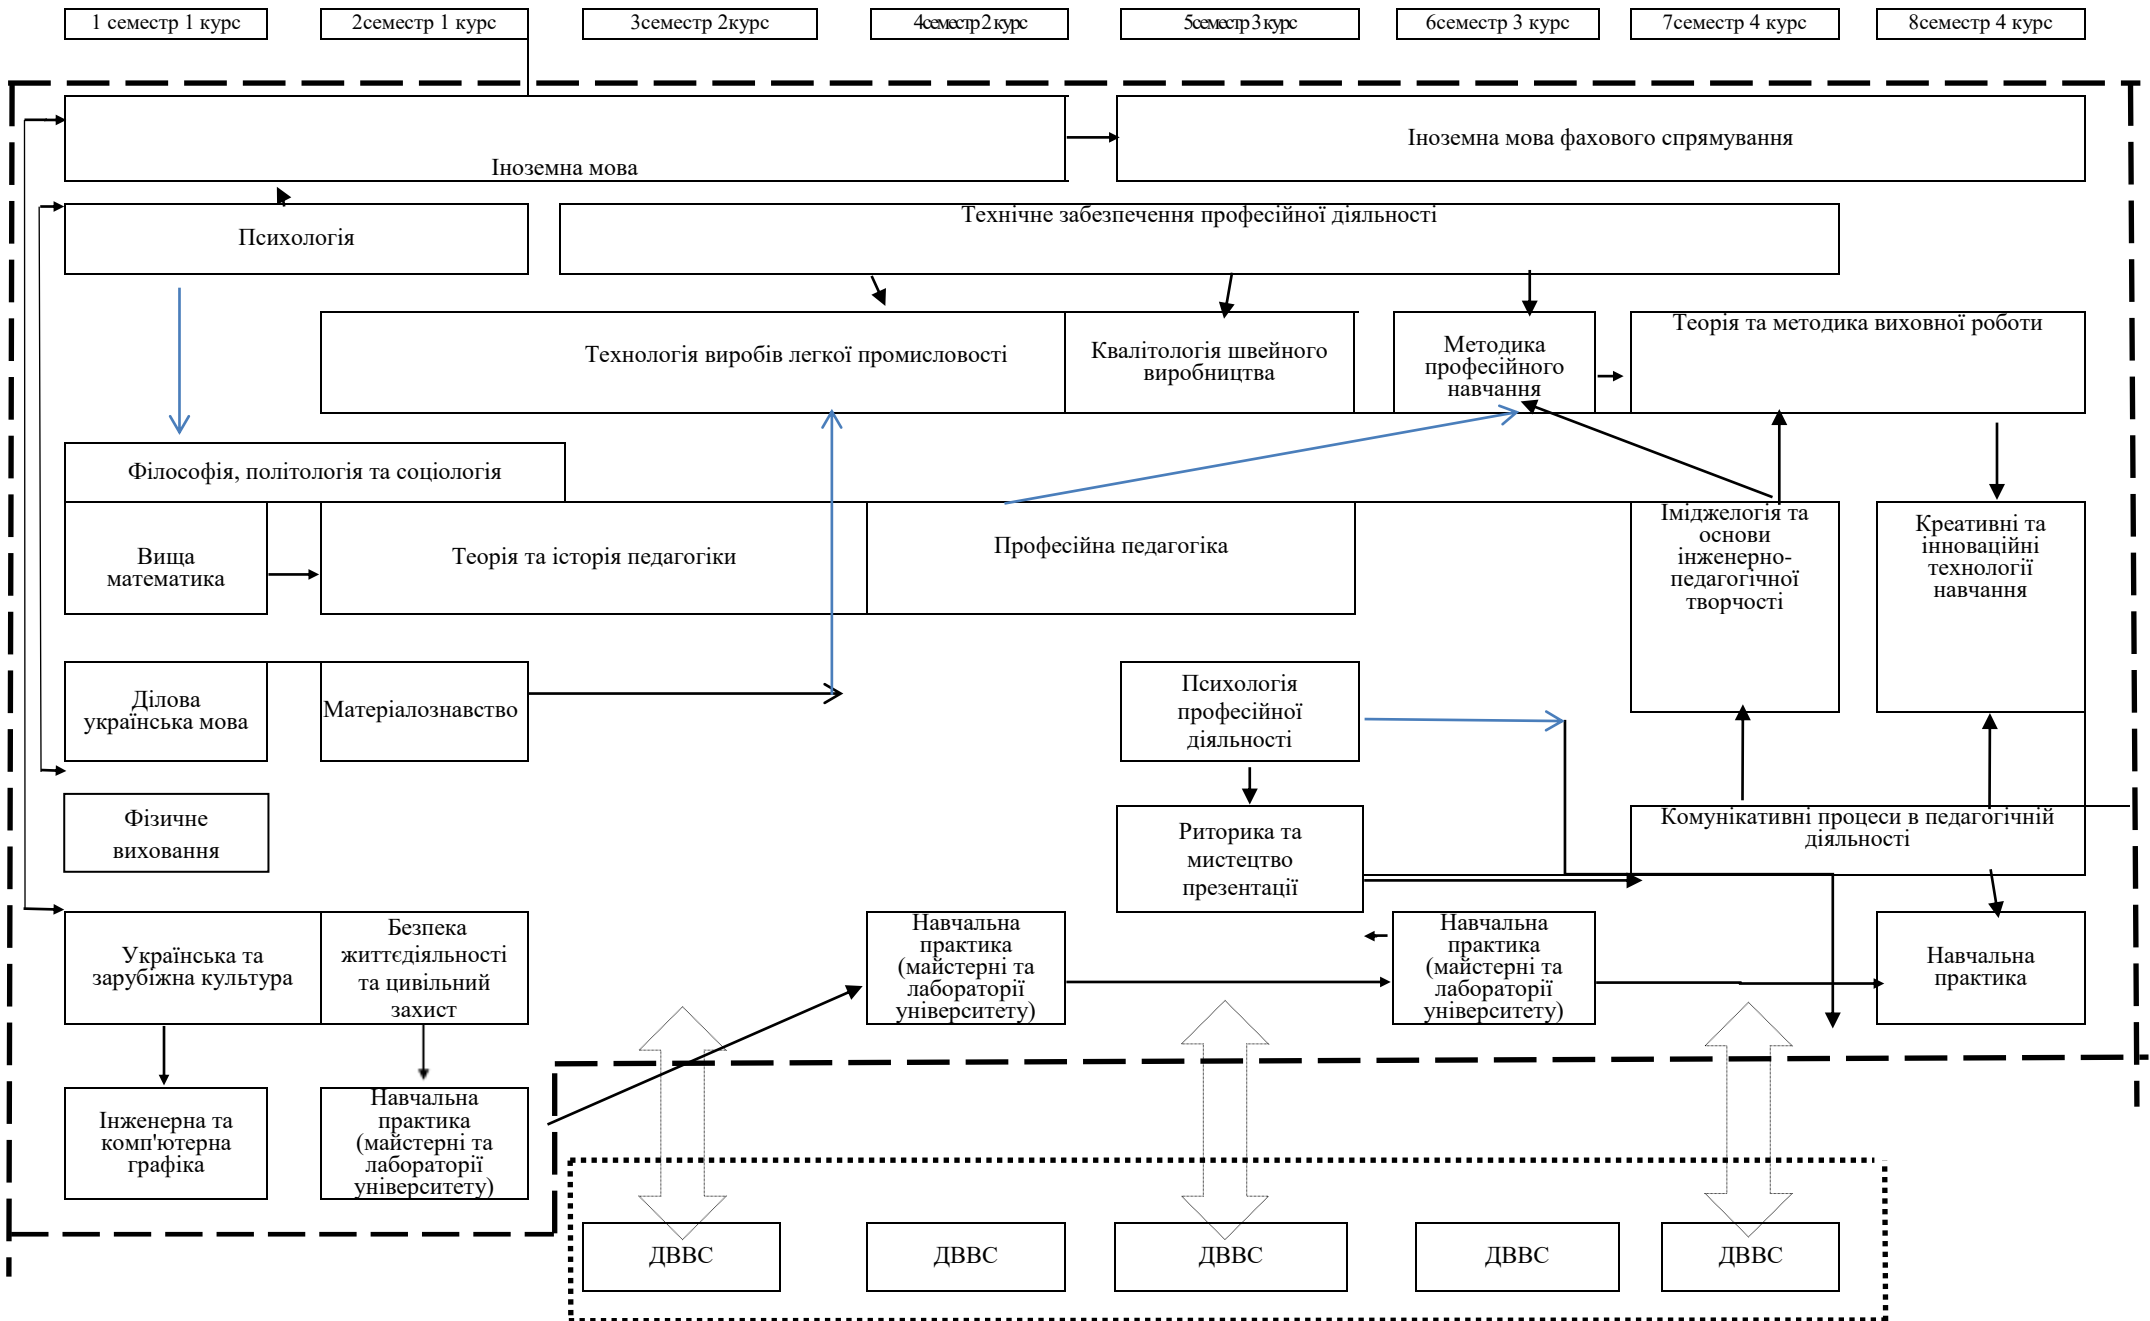 1 семестр 1 курс
2семестр 1 курс
3семестр 2курс
4семестр2 курс
5семестр3 курс
6семестр 3 курс
7семестр 4 курс
8семестр 4 курс
Іноземна мова
Іноземна мова фахового спрямування
Психологія
Технічне забезпечення професійної діяльності
Технологія виробів легкої промисловості
Квалітологія швейного
виробництва
Методика
професійного
навчання
Теорія та методика виховної роботи
Філософія, політологія та соціологія
Вища
математика
Теорія та історія педагогіки
Професійна педагогіка
Іміджелогія та
основи
інженерно-
педагогічної
творчості
Креативні та
інноваційні
технології
навчання
Ділова
українська мова
Матеріалознавство
Психологія
професійної
діяльності
Фізичне
виховання
Риторика та
мистецтво
презентації
Комунікативні процеси в педагогічній
діяльності
Українська та
зарубіжна культура
Безпека
життєдіяльності
та цивільний
захист
Навчальна
практика
(майстерні та
лабораторії
університету)
Навчальна
практика
(майстерні та
лабораторії
університету)
Навчальна
практика
Інженерна та
комп'ютерна
графіка
Навчальна
практика
(майстерні та
лабораторії
університету)
ДВВС
ДВВС
ДВВС
ДВВС
ДВВС